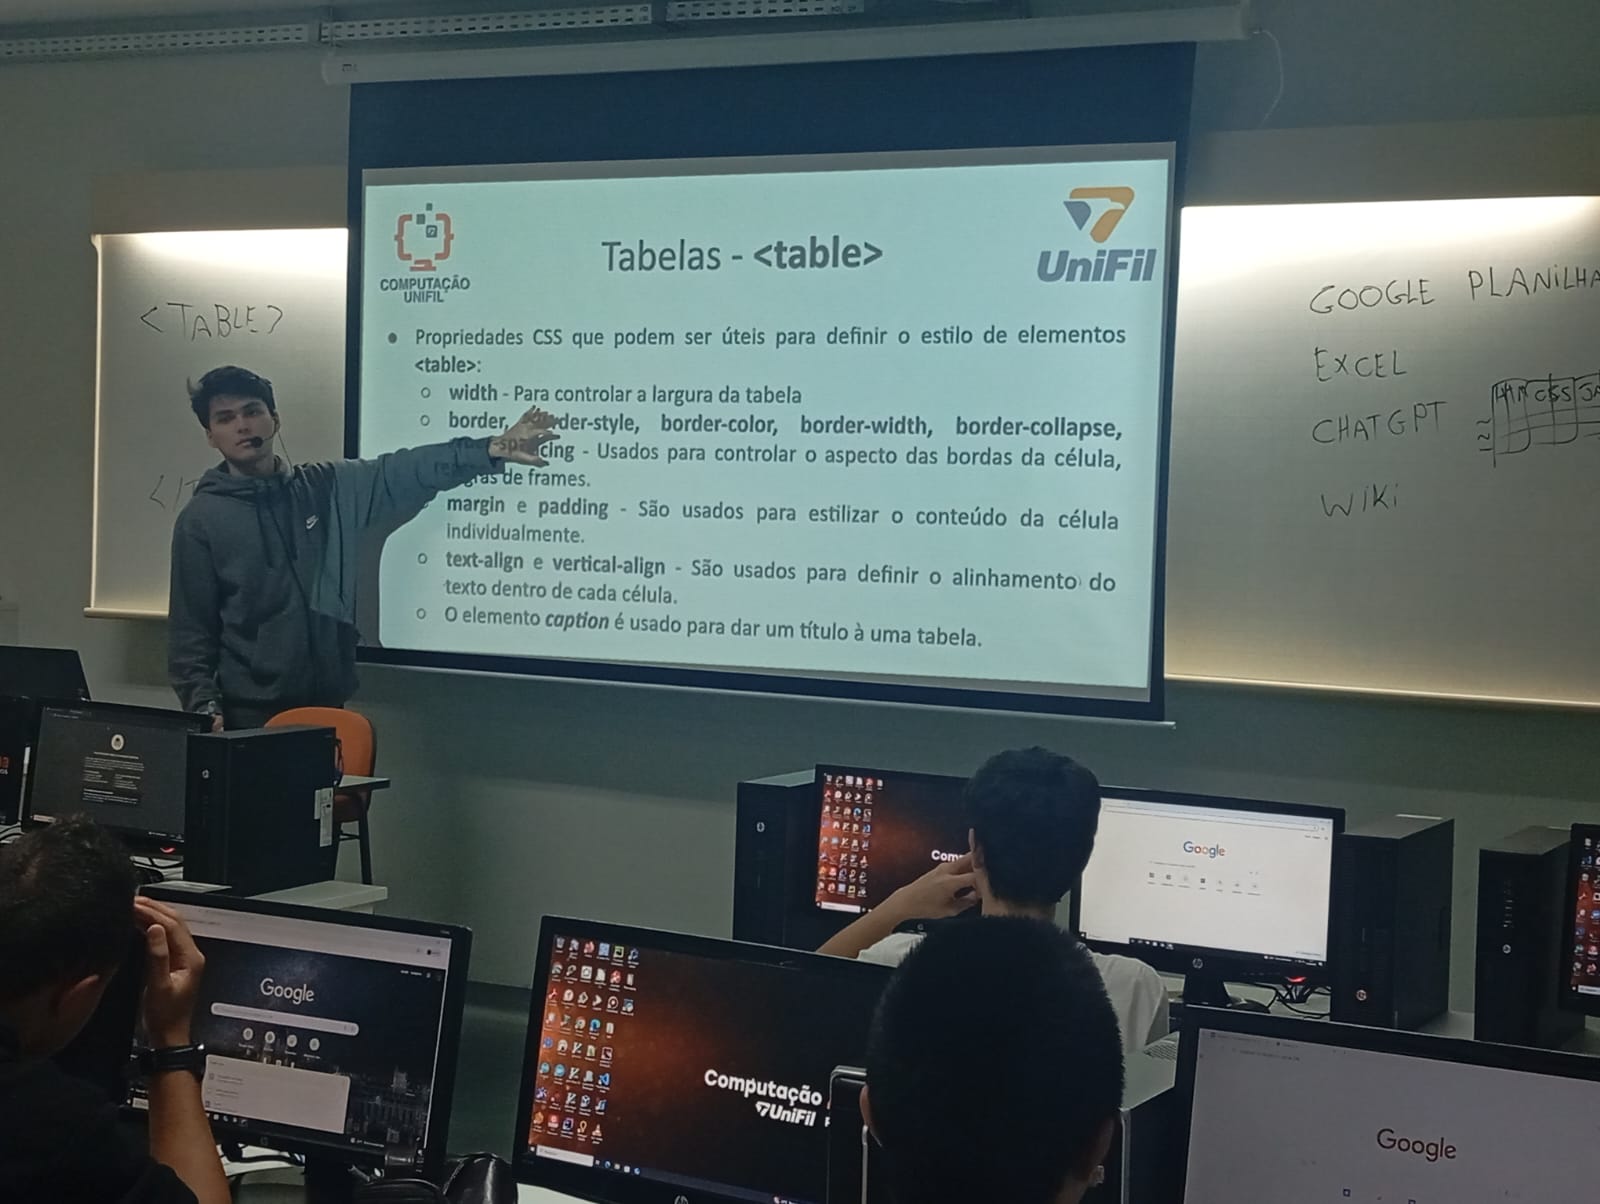 COMPUTAÇÃO
UNIFIL
Tabelas - <table>
UniFil
Propriedades CSS que podem ser úteis para definir o estilo de elementos
<table>:
width - Para controlar a largura da tabela
border, der-style, border-color, border-width, border-collapse,
cing - Usados para controlar o aspecto das bordas da célula,
de frames.
margin e padding - São usados para estilizar o conteúdo da célula
individualmente.
text-align e vertical-align - São usados para definir o alinhamento do
texto dentro de cada célula.
O elemento caption é usado para dar um título à uma tabela.
<TABLE>
GOOGLE PLANILHA
EXCEL
CHATGPT
WIKI
CSS
Google
Google
Computação
UniFil
Google